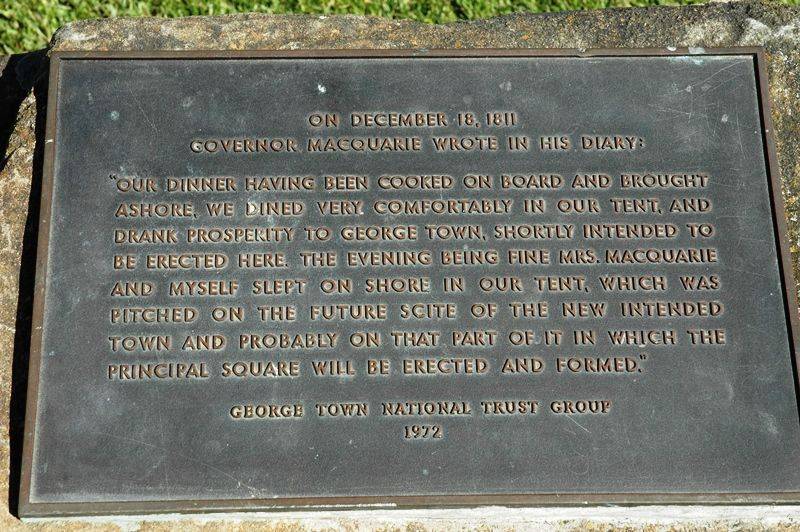 ON DECEMBER 18, 1811
GOVERNOR MACQUARIE WROTE IN HIS DIARY:
"OUR DINNER HAVING BEEN COOKED ON BOARD AND BROUGHT
ASHORE, WE DINED VERY COMFORTABLY IN OUR TENT, AND
DRANK PROSPERITY TO GEORGE TOWN, SHORTLY INTENDED TO
BE ERECTED HERE. THE EVENING BEING FINE MRS. MACQUARIE
AND MYSELF SLEPT ON SHORE IN OUR TENT, WHICH WAS
PITCHED ON THE FUTURE SCITE OF THE NEW INTENDED
TOWN AND PROBABLY ON THAT PART OF IT IN WHICH THE
PRINCIPAL SQUARE WILL BE ERECTED AND FORMED."
GEORGE TOWN NATIONAL TRUST GROUP
1972